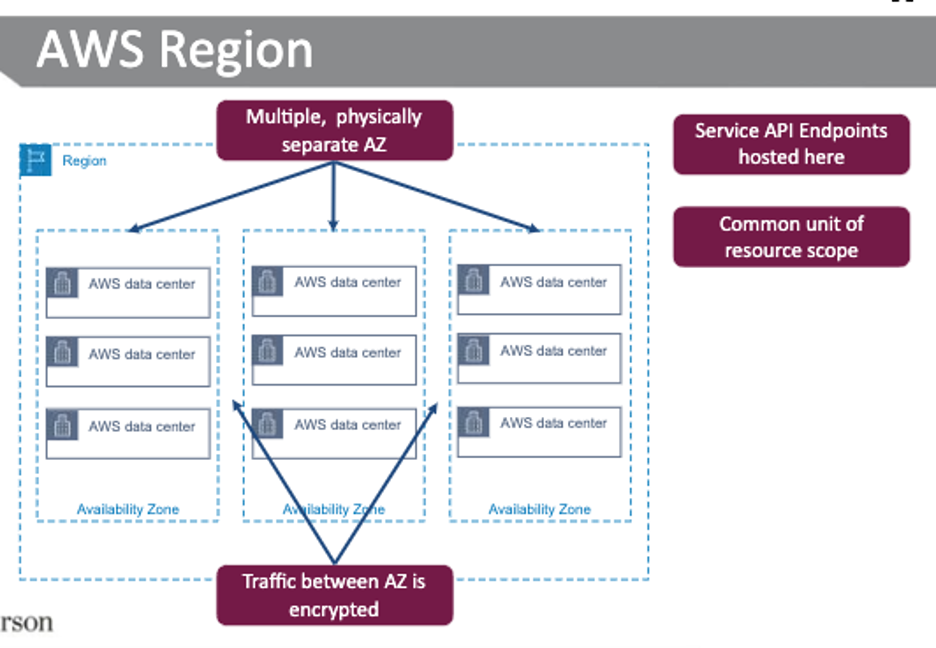 AWS Region
Multiple, physically
separate AZ
Service API Endpoints
hosted here
Region
Common unit of
resource scope
AWS data center
AWS data center
AWS data center
AWS data center
AWS data center
AWS data center
AWS data center
AWS data center
AWS data center
Availability Zone
Availability Zone
Availability Zone
Traffic between AZ is
encrypted
rson